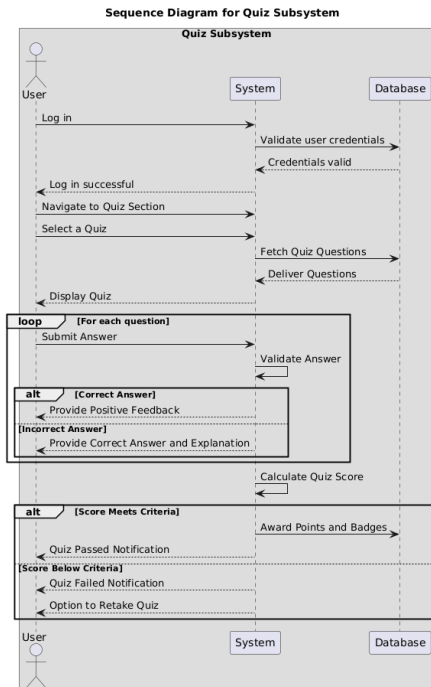 Sequence Diagram for Quiz Subsystem
Quiz Subsystem
User
System
Database
Log in
Validate user credentials
Credentials valid
Log in successful
Navigate to Quiz Section
Select a Quiz
Fetch Quiz Questions
Deliver Questions
Display Quiz
loop [For each question]
Submit Answer
Validate Answer
alt [Correct Answer]
Provide Positive Feedback
[Incorrect Answer]
Provide Correct Answer and Explanation
Calculate Quiz Score
alt [Score Meets Criteria]
Award Points and Badges
Quiz Passed Notification
[Score Below Criteria]
Quiz Failed Notification
Option to Retake Quiz
User
System
Database